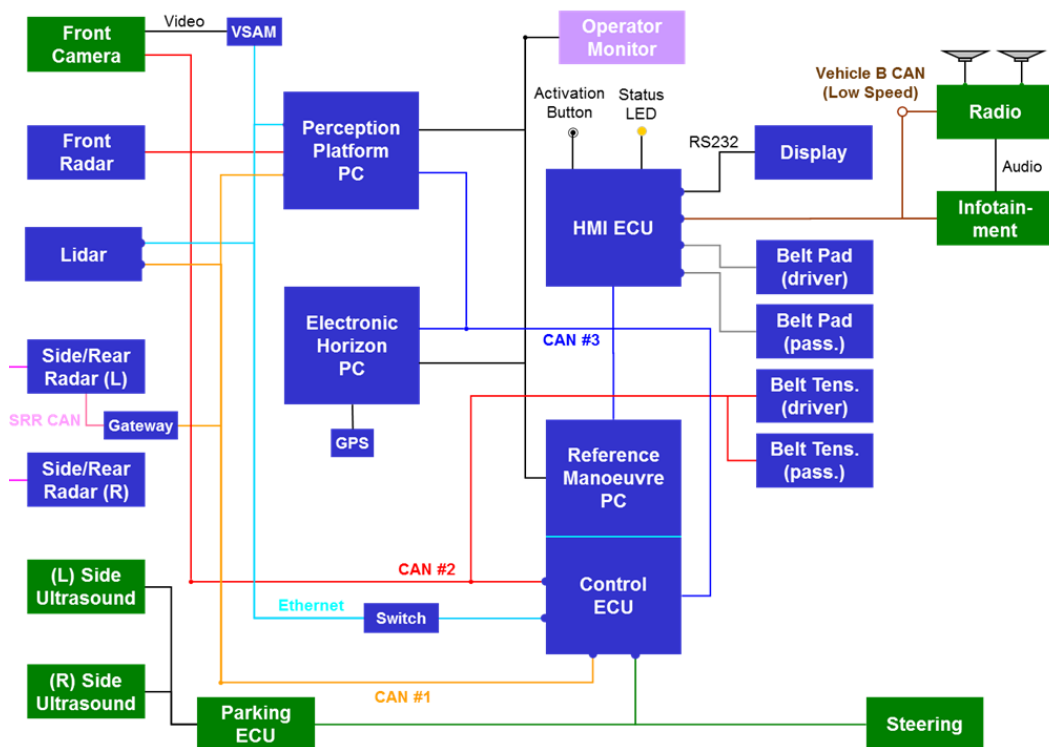 Front
Camera
Video
VSAM
Operator
Monitor
Vehicle B CAN
(Low Speed)
Activation
Button
Status
LED
Radio
Front
Radar
Perception
Platform
PC
RS232
Display
Audio
Lidar
HMI ECU
Infotain-
ment
Belt Pad
(driver)
Electronic
Horizon
PC
CAN #3
Belt Pad
(pass.)
Side/Rear
Radar (L)
Belt Tens.
(driver)
SRR CAN
Gateway
GPS
Reference
Manoeuvre
PC
Belt Tens.
(pass.)
Side/Rear
Radar (R)
(L) Side
Ultrasound
CAN #2
Control
ECU
Ethernet
Switch
(R) Side
Ultrasound
CAN #1
Parking
ECU
Steering